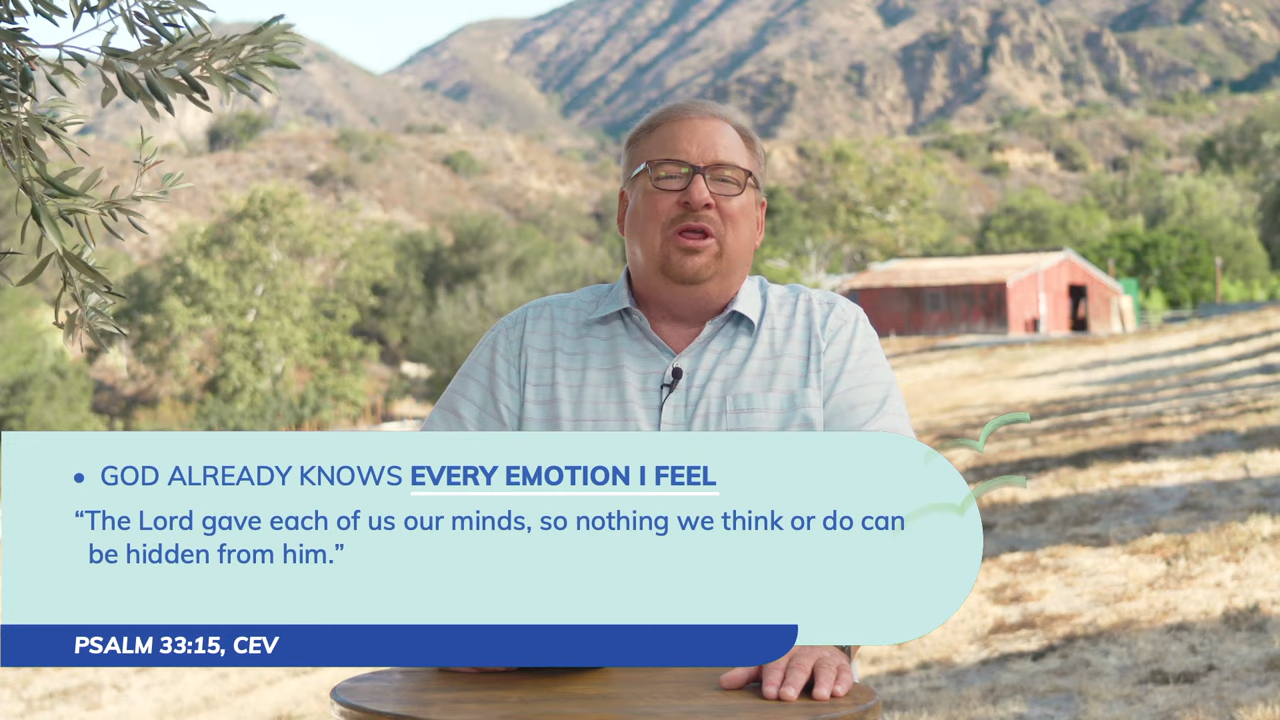 • GOD ALREADY KNOWS EVERY EMOTION I FEEL
“The Lord gave each of us our minds, so nothing we think or do can
be hidden from him.”
PSALM 33:15, CEV